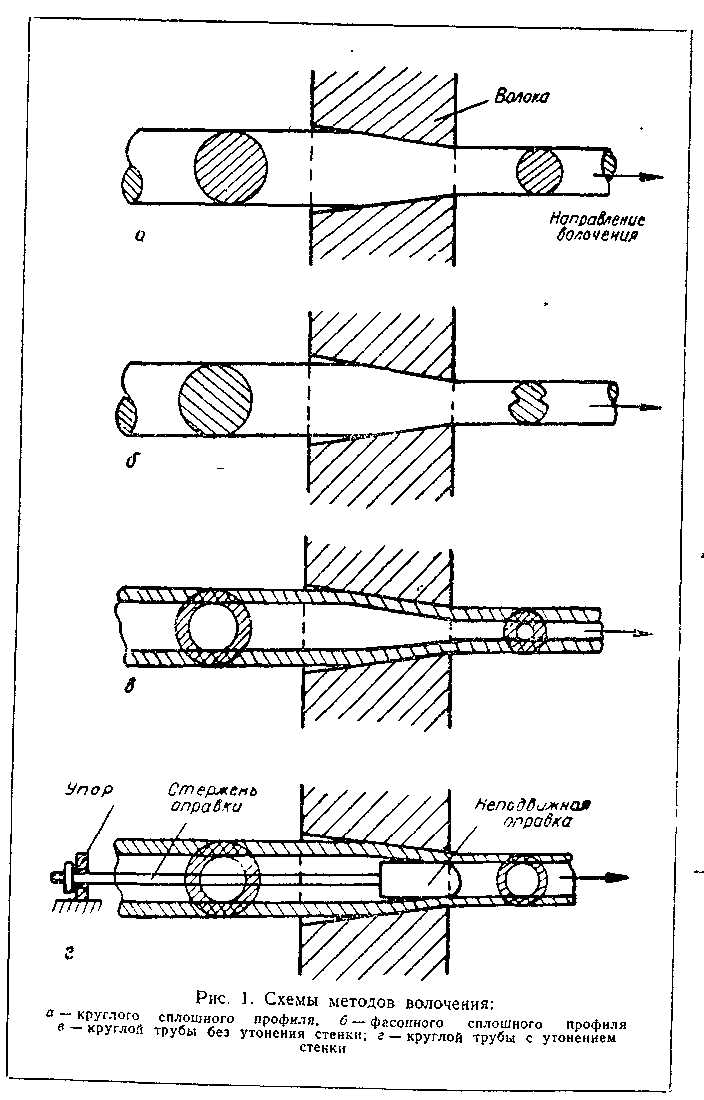 Волока
Направление
волочения
а
б
в
Упор
Стержень
оправки
Неподвижная
оправка
г
Рис. 1. Схемы методов волочения:
а — круглого сплошного профиля, б — фасонного сплошного профиля
в — круглой трубы без утонения стенки; г — круглой трубы с утонением
стенки